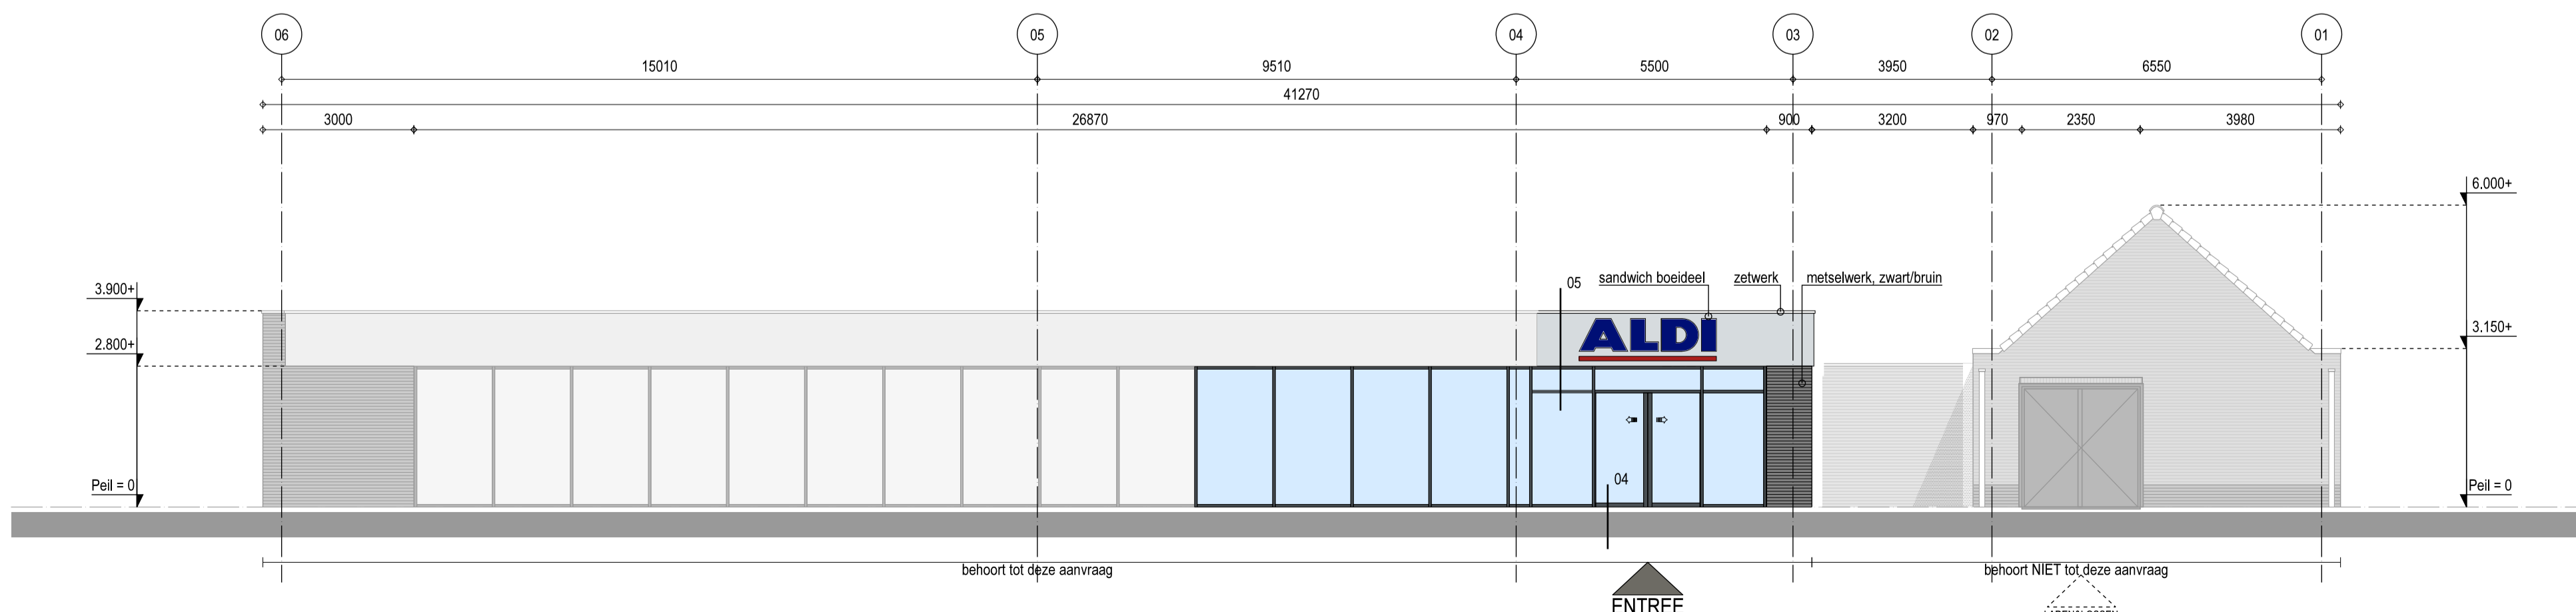 06 05 04 03 02 01
15010 9510 5500 3950 6550
41270
3000 26870 900 3200 970 2350 3980
6.000+
3.900+
2.800+
3.150+
05
sandwich boeideel
zetwerk
metselwerk, zwart/bruin
ALDI
04
Peil = 0
Peil = 0
behoort tot deze aanvraag
behoort NIET tot deze aanvraag
ENTREE